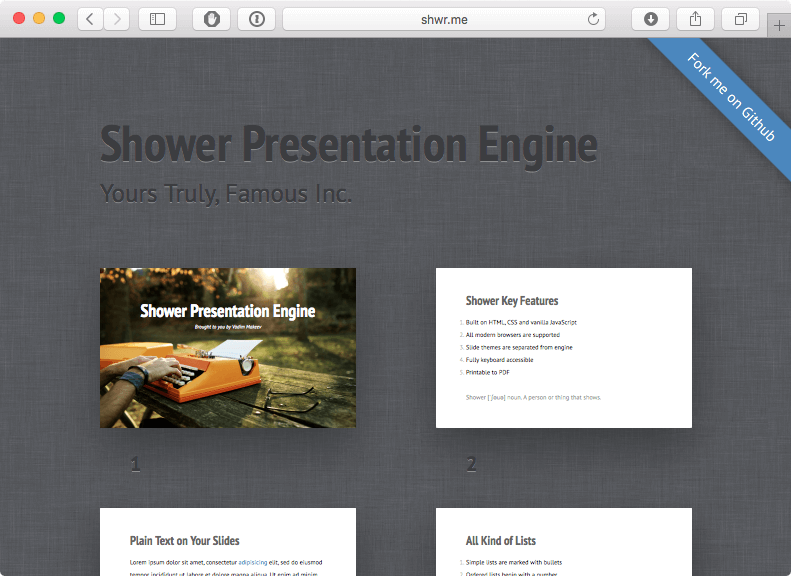 shwr.me
Fork me on Github
Shower Presentation Engine
Yours Truly, Famous Inc.
Shower Presentation Engine
Brought to you by Vadim Makeev
1
Shower Key Features
1. Built on HTML, CSS and vanilla JavaScript
2. All modern browsers are supported
3. Slide themes are separated from engine
4. Fully keyboard accessible
5. Printable to PDF
Shower [ˈʃəuə] noun. A person or thing that shows.
2
Plain Text on Your Slides
Lorem ipsum dolor sit amet, consectetur adipisicing elit, sed do eiusmod
tempor incididunt ut labore et dolore magna aliqua. Ut enim ad minim
All Kind of Lists
1. Simple lists are marked with bullets
2. Ordered lists begin with a number